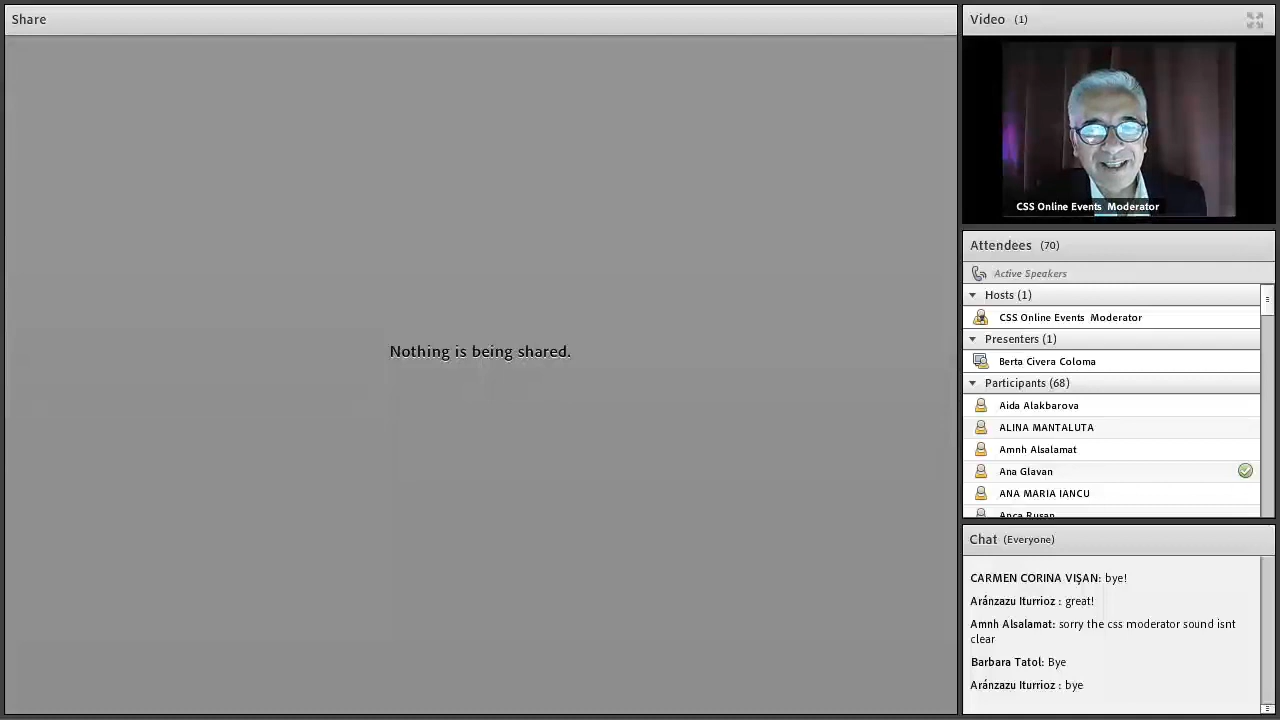 Share
Nothing is being shared.
Video (1)
CSS Online Events Moderator
Attendees (70)
Active Speakers
Hosts (1)
CSS Online Events Moderator
Presenters (1)
Berta Civera Coloma
Participants (68)
Aida Alakbarova
ALINA MANTALUTA
Amnh Alsalamat
Ana Glavan
ANA MARIA IANCU
Anca Rusan
Chat (Everyone)
CARMEN CORINA VIŞAN: bye!
Aránzazu Iturrioz : great!
Amnh Alsalamat: sorry the css moderator sound isnt
clear
Barbara Tatol: Bye
Aránzazu Iturrioz : bye